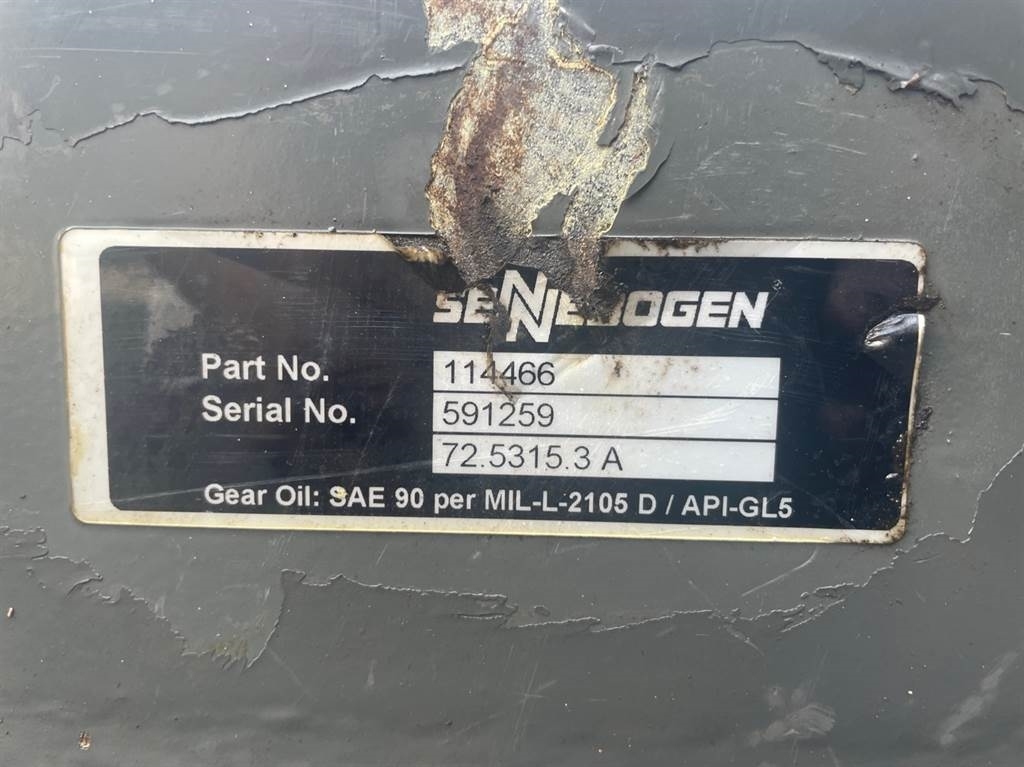 SENNEBOGEN
Part No. 114466
Serial No. 591259
72.5315.3 A
Gear Oil: SAE 90 per MIL-L-2105 D / API-GL5